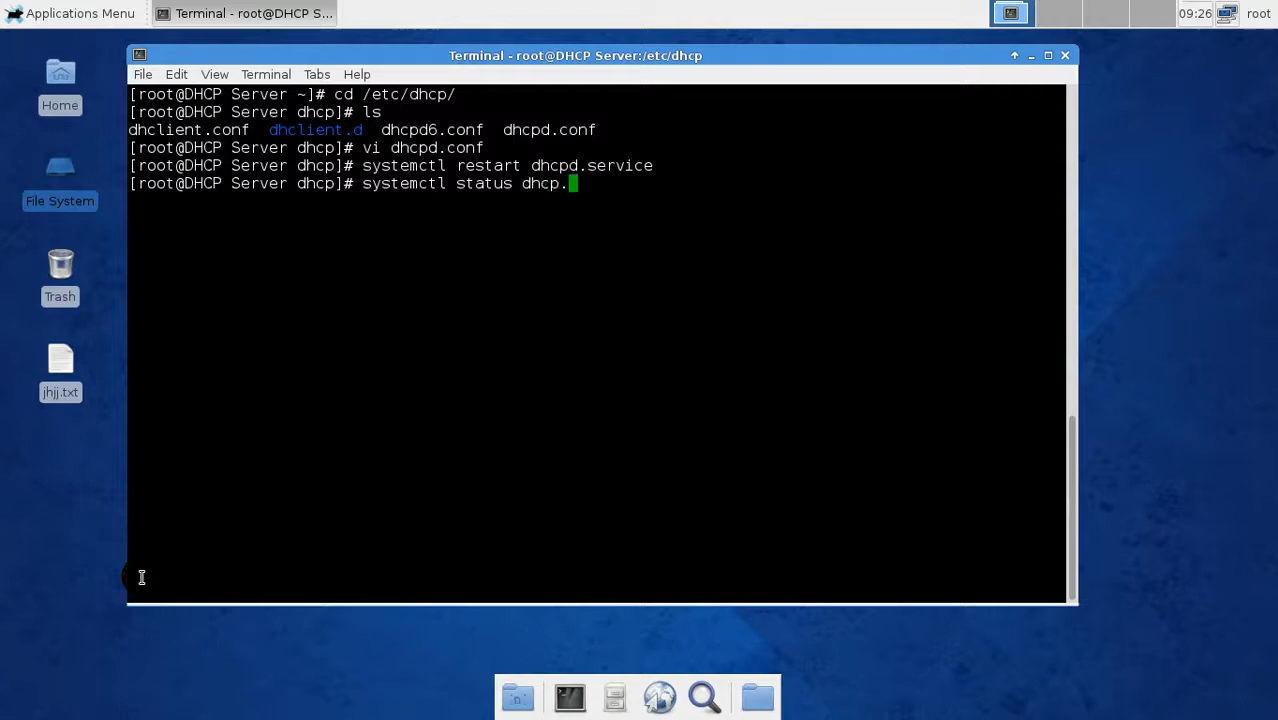 Applications Menu
Terminal - root@DHCP S...
09:26
root
Terminal - root@DHCP Server:/etc/dhcp
File Edit View Terminal Tabs Help
[root@DHCP Server ~]# cd /etc/dhcp/
[root@DHCP Server dhcp]# ls
dhclient.conf  dhclient.d  dhcpd6.conf  dhcpd.conf
[root@DHCP Server dhcp]# vi dhcpd.conf
[root@DHCP Server dhcp]# systemctl restart dhcpd.service
[root@DHCP Server dhcp]# systemctl status dhcp.
Home
File System
Trash
jhjj.txt